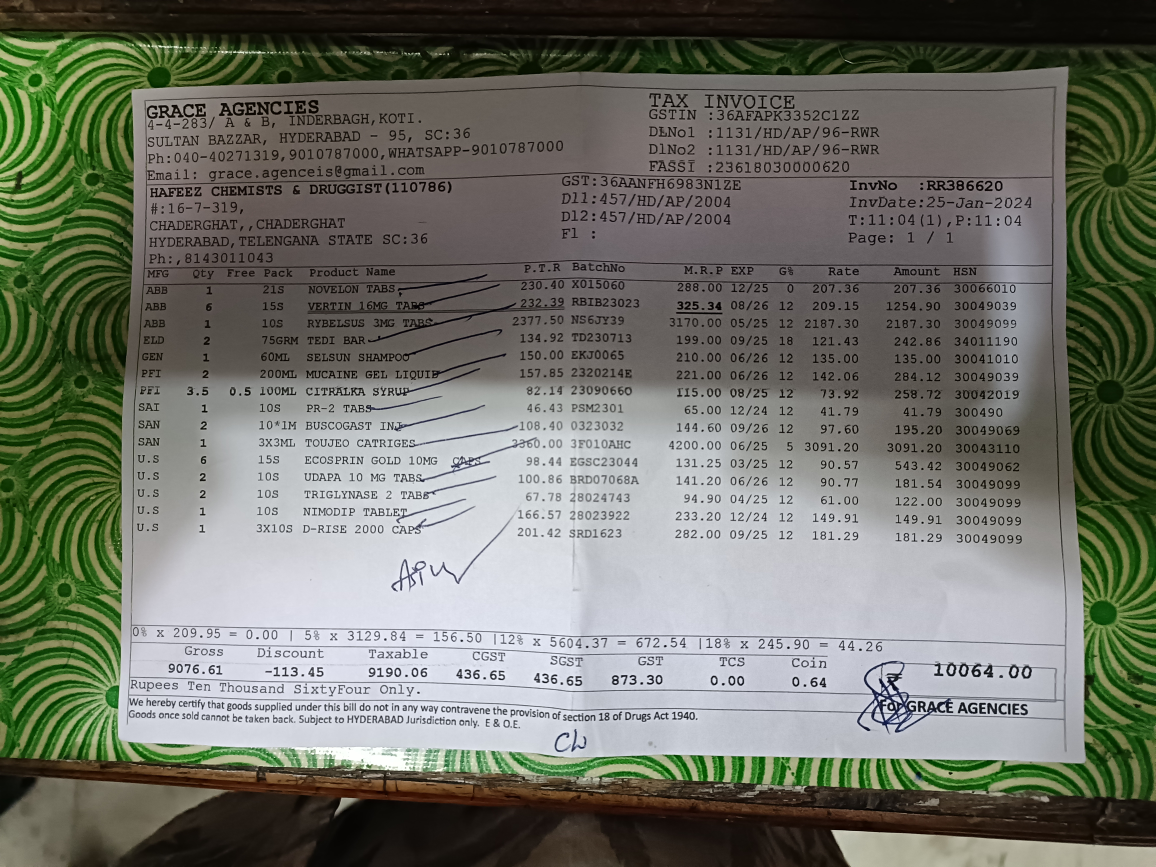 GRACE AGENCIES
4-4-283/ A & B, INDERBAGH,KOTI.
SULTAN BAZZAR, HYDERABAD - 95, SC:36
Ph:040-40271319,9010787000,WHATSAPP-9010787000
Email: grace.agenceis@gmail.com
TAX INVOICE
GSTIN :36AFAPK3352C1ZZ
DLNo1 :1131/HD/AP/96-RWR
DlNo2 :1131/HD/AP/96-RWR
FASSI :23618030000620
HAFEEZ CHEMISTS & DRUGGIST(110786)
#:16-7-319,
CHADERGHAT,,CHADERGHAT
HYDERABAD,TELENGANA STATE SC:36
Ph:,8143011043
GST:36AANFH6983N1ZE
Dl1:457/HD/AP/2004
Dl2:457/HD/AP/2004
Fl :
InvNo :RR386620
InvDate:25-Jan-2024
T:11:04(1),P:11:04
Page: 1 / 1
MFG Qty Free Pack Product Name P.T.R BatchNo M.R.P EXP G% Rate Amount HSN
ABB 1 21S NOVELON TABS 230.40 X015060 288.00 12/25 0 207.36 207.36 30066010
ABB 6 15S VERTIN 16MG TABS 232.39 RBIB23023 325.34 08/26 12 209.15 1254.90 30049039
ABB 1 10S RYBELSUS 3MG TABS 2377.50 NS6JY39 3170.00 05/25 12 2187.30 2187.30 30049099
ELD 2 75GRM TEDI BAR 134.92 TD230713 199.00 09/25 18 121.43 242.86 34011190
GEN 1 60ML SELSUN SHAMPOO 150.00 EKJ0065 210.00 06/26 12 135.00 135.00 30041010
PFI 2 200ML MUCAINE GEL LIQUID 157.85 2320214E 221.00 06/26 12 142.06 284.12 30049039
PFI 3.5 0.5 100ML CITRALKA SYRUP 82.14 23090660 115.00 08/25 12 73.92 258.72 30042019
SAI 1 10S PR-2 TABS 46.43 PSM2301 65.00 12/24 12 41.79 41.79 300490
SAN 2 10*1M BUSCOGAST INJ 108.40 0323032 144.60 09/26 12 97.60 195.20 30049069
SAN 1 3X3ML TOUJEO CATRIGES 3360.00 3F010AHC 4200.00 06/25 5 3091.20 3091.20 30043110
U.S 6 15S ECOSPRIN GOLD 10MG CAPS 98.44 EGSC23044 131.25 03/25 12 90.57 543.42 30049062
U.S 2 10S UDAPA 10 MG TABS 100.86 BRD07068A 141.20 06/26 12 90.77 181.54 30049099
U.S 2 10S TRIGLYNASE 2 TABS 67.78 28024743 94.90 04/25 12 61.00 122.00 30049099
U.S 1 10S NIMODIP TABLET 166.57 28023922 233.20 12/24 12 149.91 149.91 30049099
U.S 1 3X10S D-RISE 2000 CAPS 201.42 SRD1623 282.00 09/25 12 181.29 181.29 30049099
0% x 209.95 = 0.00 | 5% x 3129.84 = 156.50 |12% x 5604.37 = 672.54 |18% x 245.90 = 44.26
Gross Discount Taxable CGST SGST GST TCS Coin
9076.61 -113.45 9190.06 436.65 436.65 873.30 0.00 0.64 10064.00
Rupees Ten Thousand SixtyFour Only.
We hereby certify that goods supplied under this bill do not in any way contravene the provision of section 18 of Drugs Act 1940.
Goods once sold cannot be taken back. Subject to HYDERABAD Jurisdiction only. E & O.E.
For GRACE AGENCIES